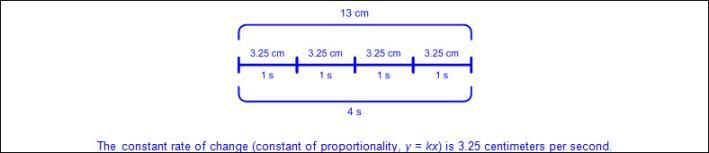 13 cm
3.25 cm 3.25 cm 3.25 cm 3.25 cm
1 s 1 s 1 s 1 s
4 s
The constant rate of change (constant of proportionality, y = kx) is 3.25 centimeters per second.